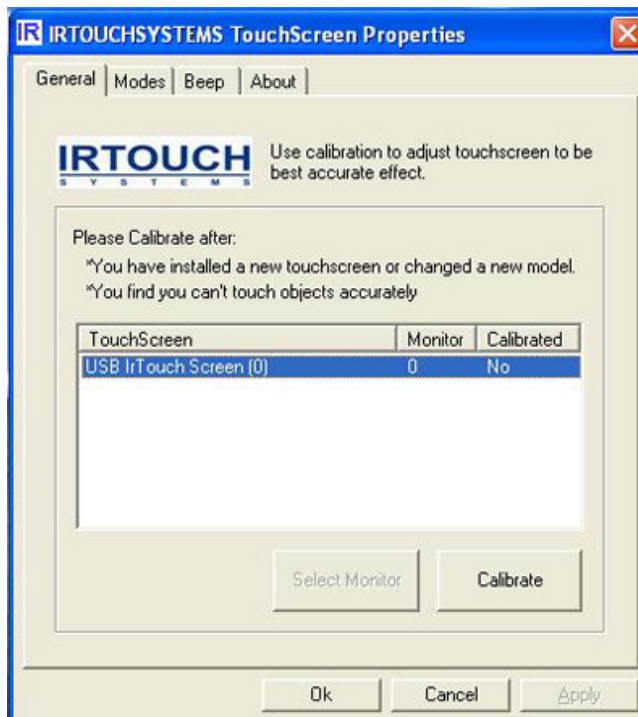 IR IRTOUCHSYSTEMS TouchScreen Properties
General Modes Beep About
IRTOUCH
SYSTEMS
Use calibration to adjust touchscreen to be
best accurate effect.
Please Calibrate after:
*You have installed a new touchscreen or changed a new model.
*You find you can't touch objects accurately
TouchScreen Monitor Calibrated
USB IrTouch Screen (0) 0 No
Select Monitor Calibrate
Ok Cancel Apply